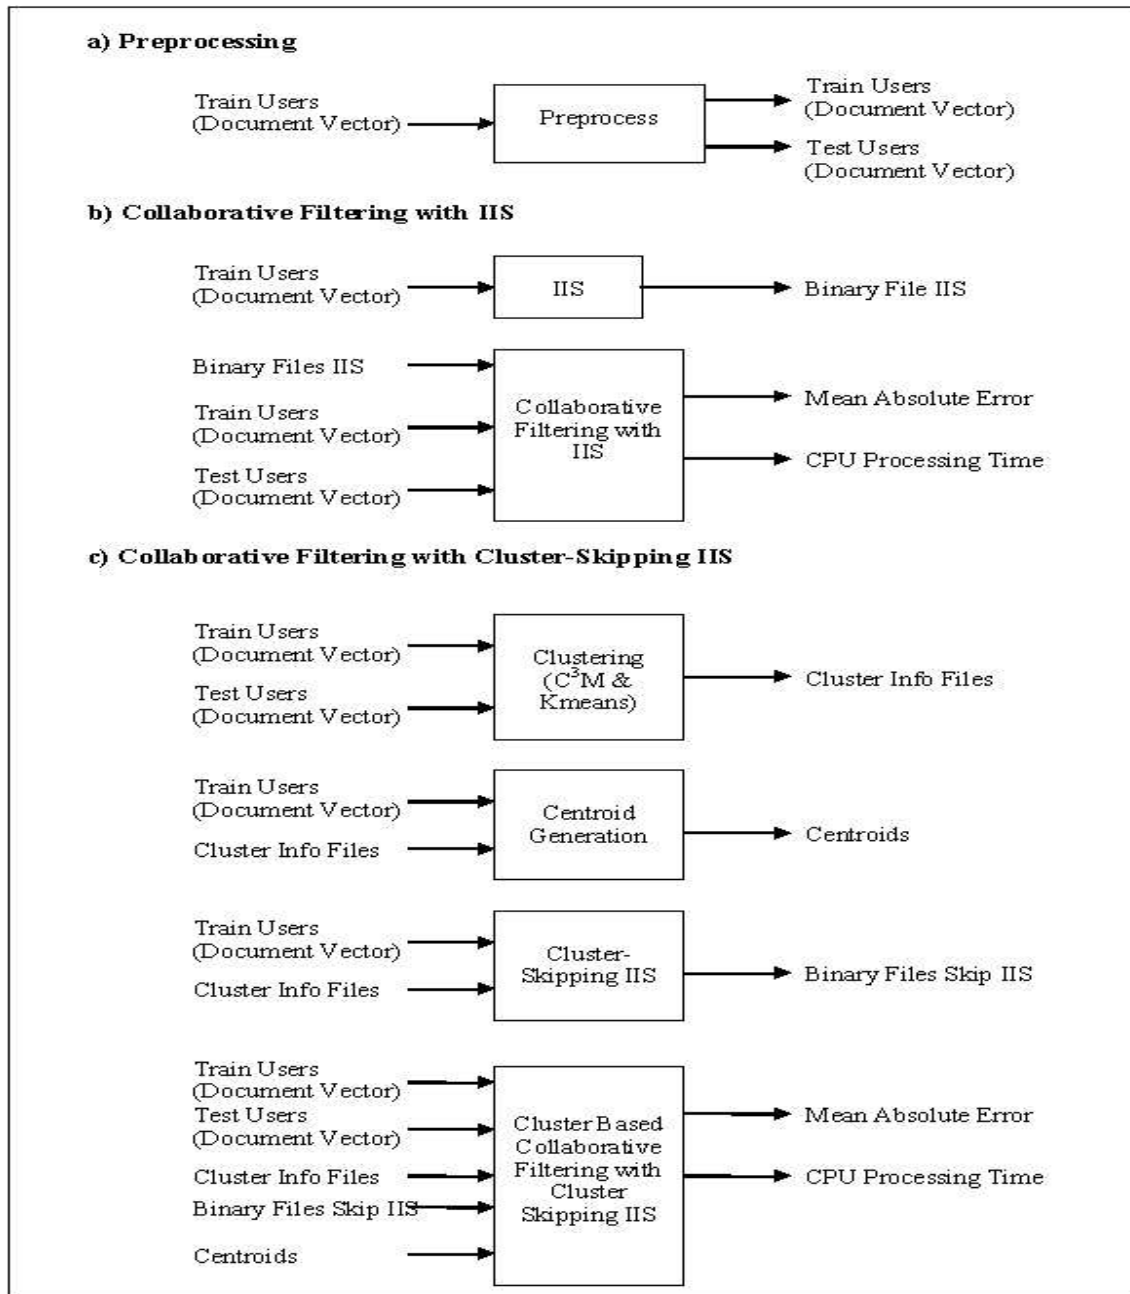 a) Preprocessing
Train Users
(Document Vector)
Preprocess
Train Users
(Document Vector)
Test Users
(Document Vector)
b) Collaborative Filtering with IIS
Train Users
(Document Vector)
IIS
Binary File IIS
Binary Files IIS
Train Users
(Document Vector)
Test Users
(Document Vector)
Collaborative
Filtering with
IIS
Mean Absolute Error
CPU Processing Time
c) Collaborative Filtering with Cluster-Skipping IIS
Train Users
(Document Vector)
Test Users
(Document Vector)
Clustering
(C³M &
Kmeans)
Cluster Info Files
Train Users
(Document Vector)
Cluster Info Files
Centroid
Generation
Centroids
Train Users
(Document Vector)
Cluster Info Files
Cluster-
Skipping IIS
Binary Files Skip IIS
Train Users
(Document Vector)
Test Users
(Document Vector)
Cluster Info Files
Binary Files Skip IIS
Centroids
Cluster Based
Collaborative
Filtering with
Cluster
Skipping IIS
Mean Absolute Error
CPU Processing Time